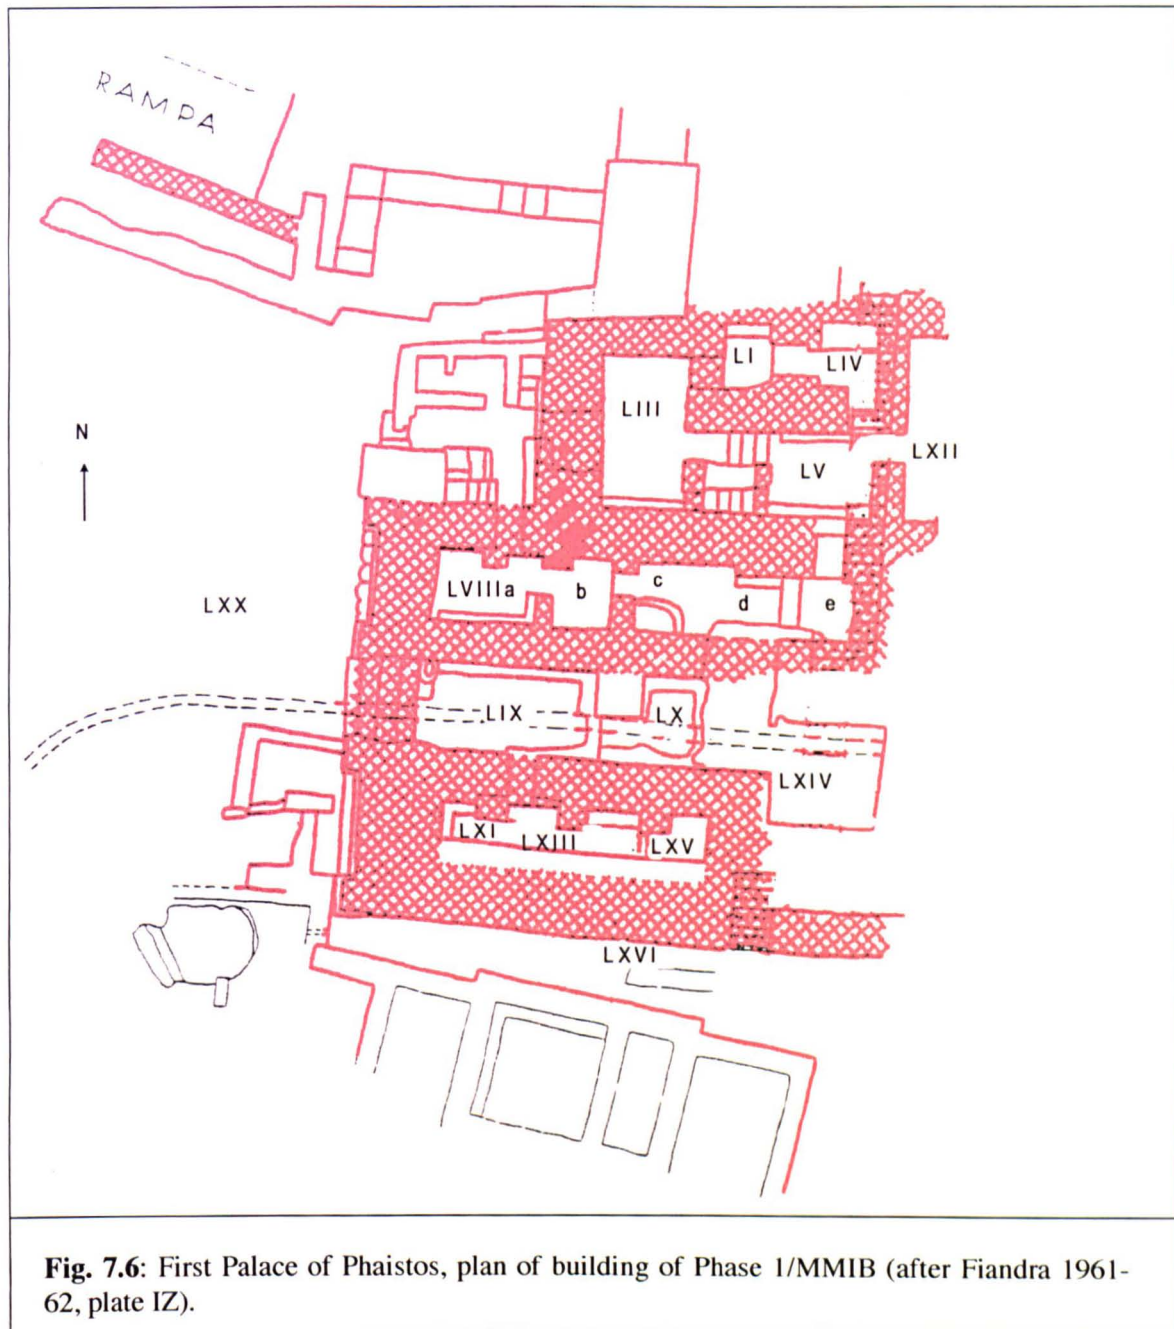 RAMPA
LI
LIV
LIII
N
LXII
LV
LVIIIa
b
c
d
e
LXX
LIX
LX
LXIV
LXI
LXIII
LXV
LXVI
Fig. 7.6: First Palace of Phaistos, plan of building of Phase 1/MMIB (after Fiandra 1961-
62, plate IZ).